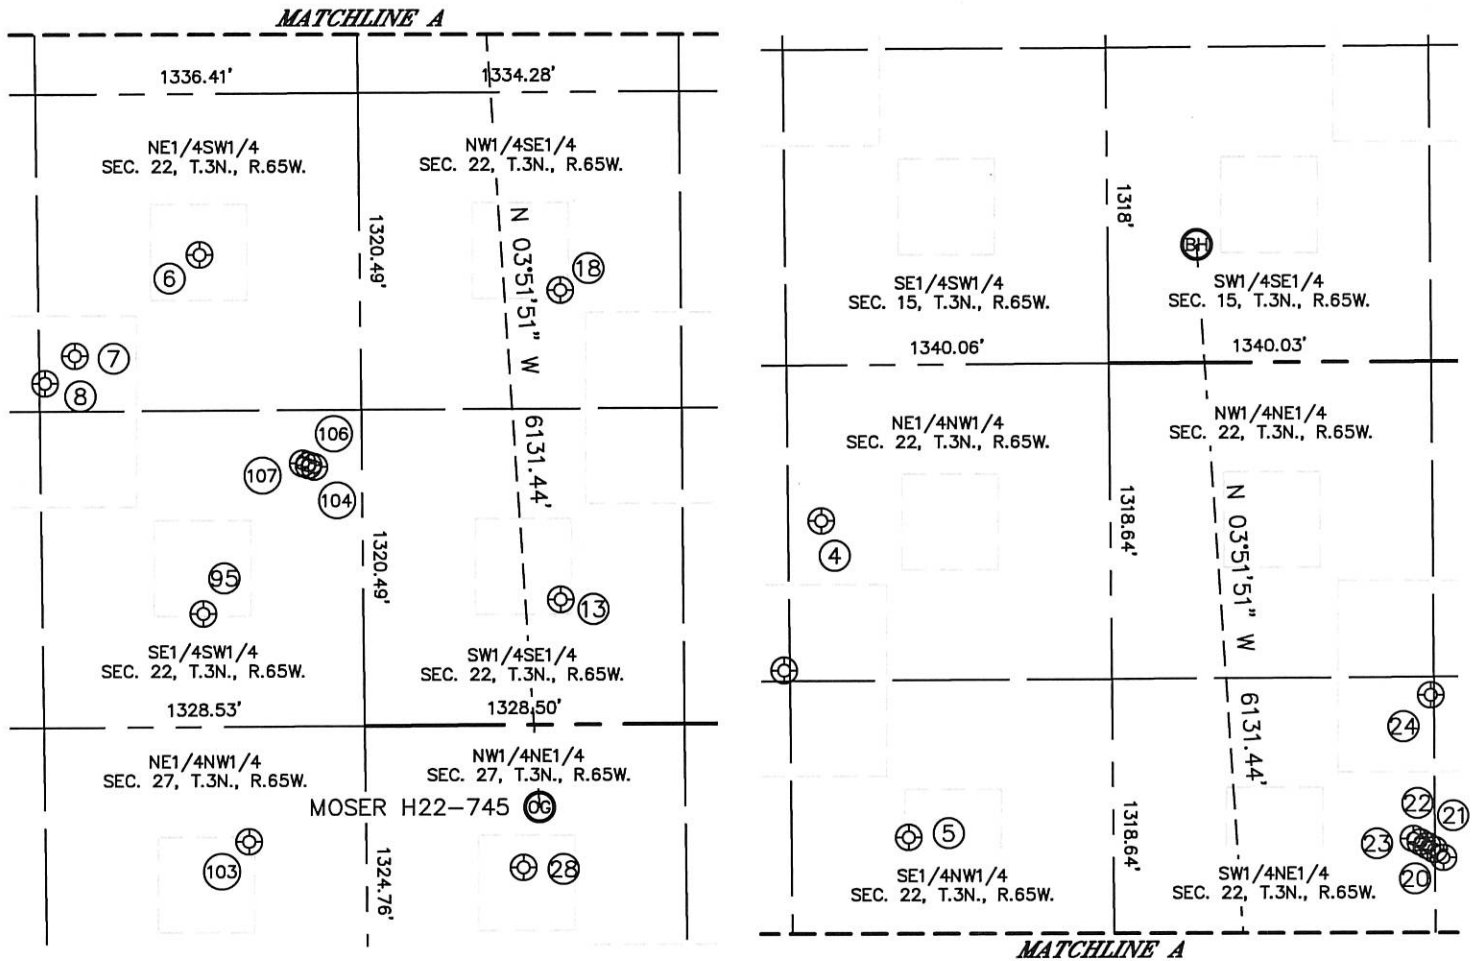 MATCHLINE A
1336.41'
1334.28'
NE1/4SW1/4
SEC. 22, T.3N., R.65W.
NW1/4SE1/4
SEC. 22, T.3N., R.65W.
1320.49'
N 03°51'51" W
6131.44'
6
18
7
8
106
107
104
1320.49'
95
13
SE1/4SW1/4
SEC. 22, T.3N., R.65W.
SW1/4SE1/4
SEC. 22, T.3N., R.65W.
1328.53'
1328.50'
NE1/4NW1/4
SEC. 27, T.3N., R.65W.
NW1/4NE1/4
SEC. 27, T.3N., R.65W.
MOSER H22-745
OG
103
1324.76'
28
1318'
BH
SE1/4SW1/4
SEC. 15, T.3N., R.65W.
SW1/4SE1/4
SEC. 15, T.3N., R.65W.
1340.06'
1340.03'
NE1/4NW1/4
SEC. 22, T.3N., R.65W.
NW1/4NE1/4
SEC. 22, T.3N., R.65W.
1318.64'
N 03°51'51" W
6131.44'
4
24
22
21
5
23
20
1318.64'
SE1/4NW1/4
SEC. 22, T.3N., R.65W.
SW1/4NE1/4
SEC. 22, T.3N., R.65W.
MATCHLINE A